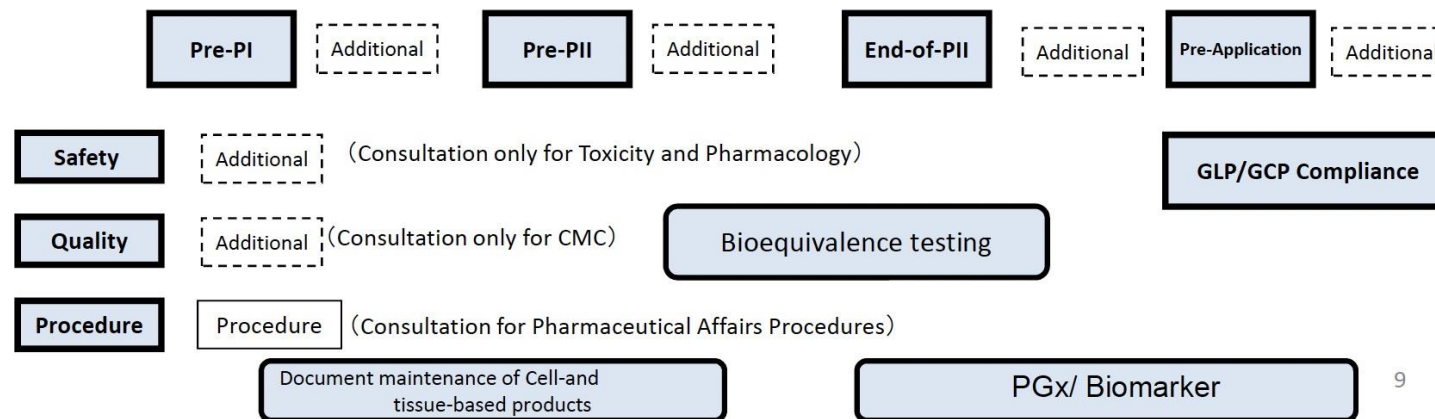 Pre-PI Additional Pre-PII Additional End-of-PII Additional Pre-Application Additional
Safety Additional （Consultation only for Toxicity and Pharmacology）
GLP/GCP Compliance
Quality Additional （Consultation only for CMC） Bioequivalence testing
Procedure Procedure （Consultation for Pharmaceutical Affairs Procedures）
Document maintenance of Cell-and
tissue-based products
PGx/ Biomarker
9